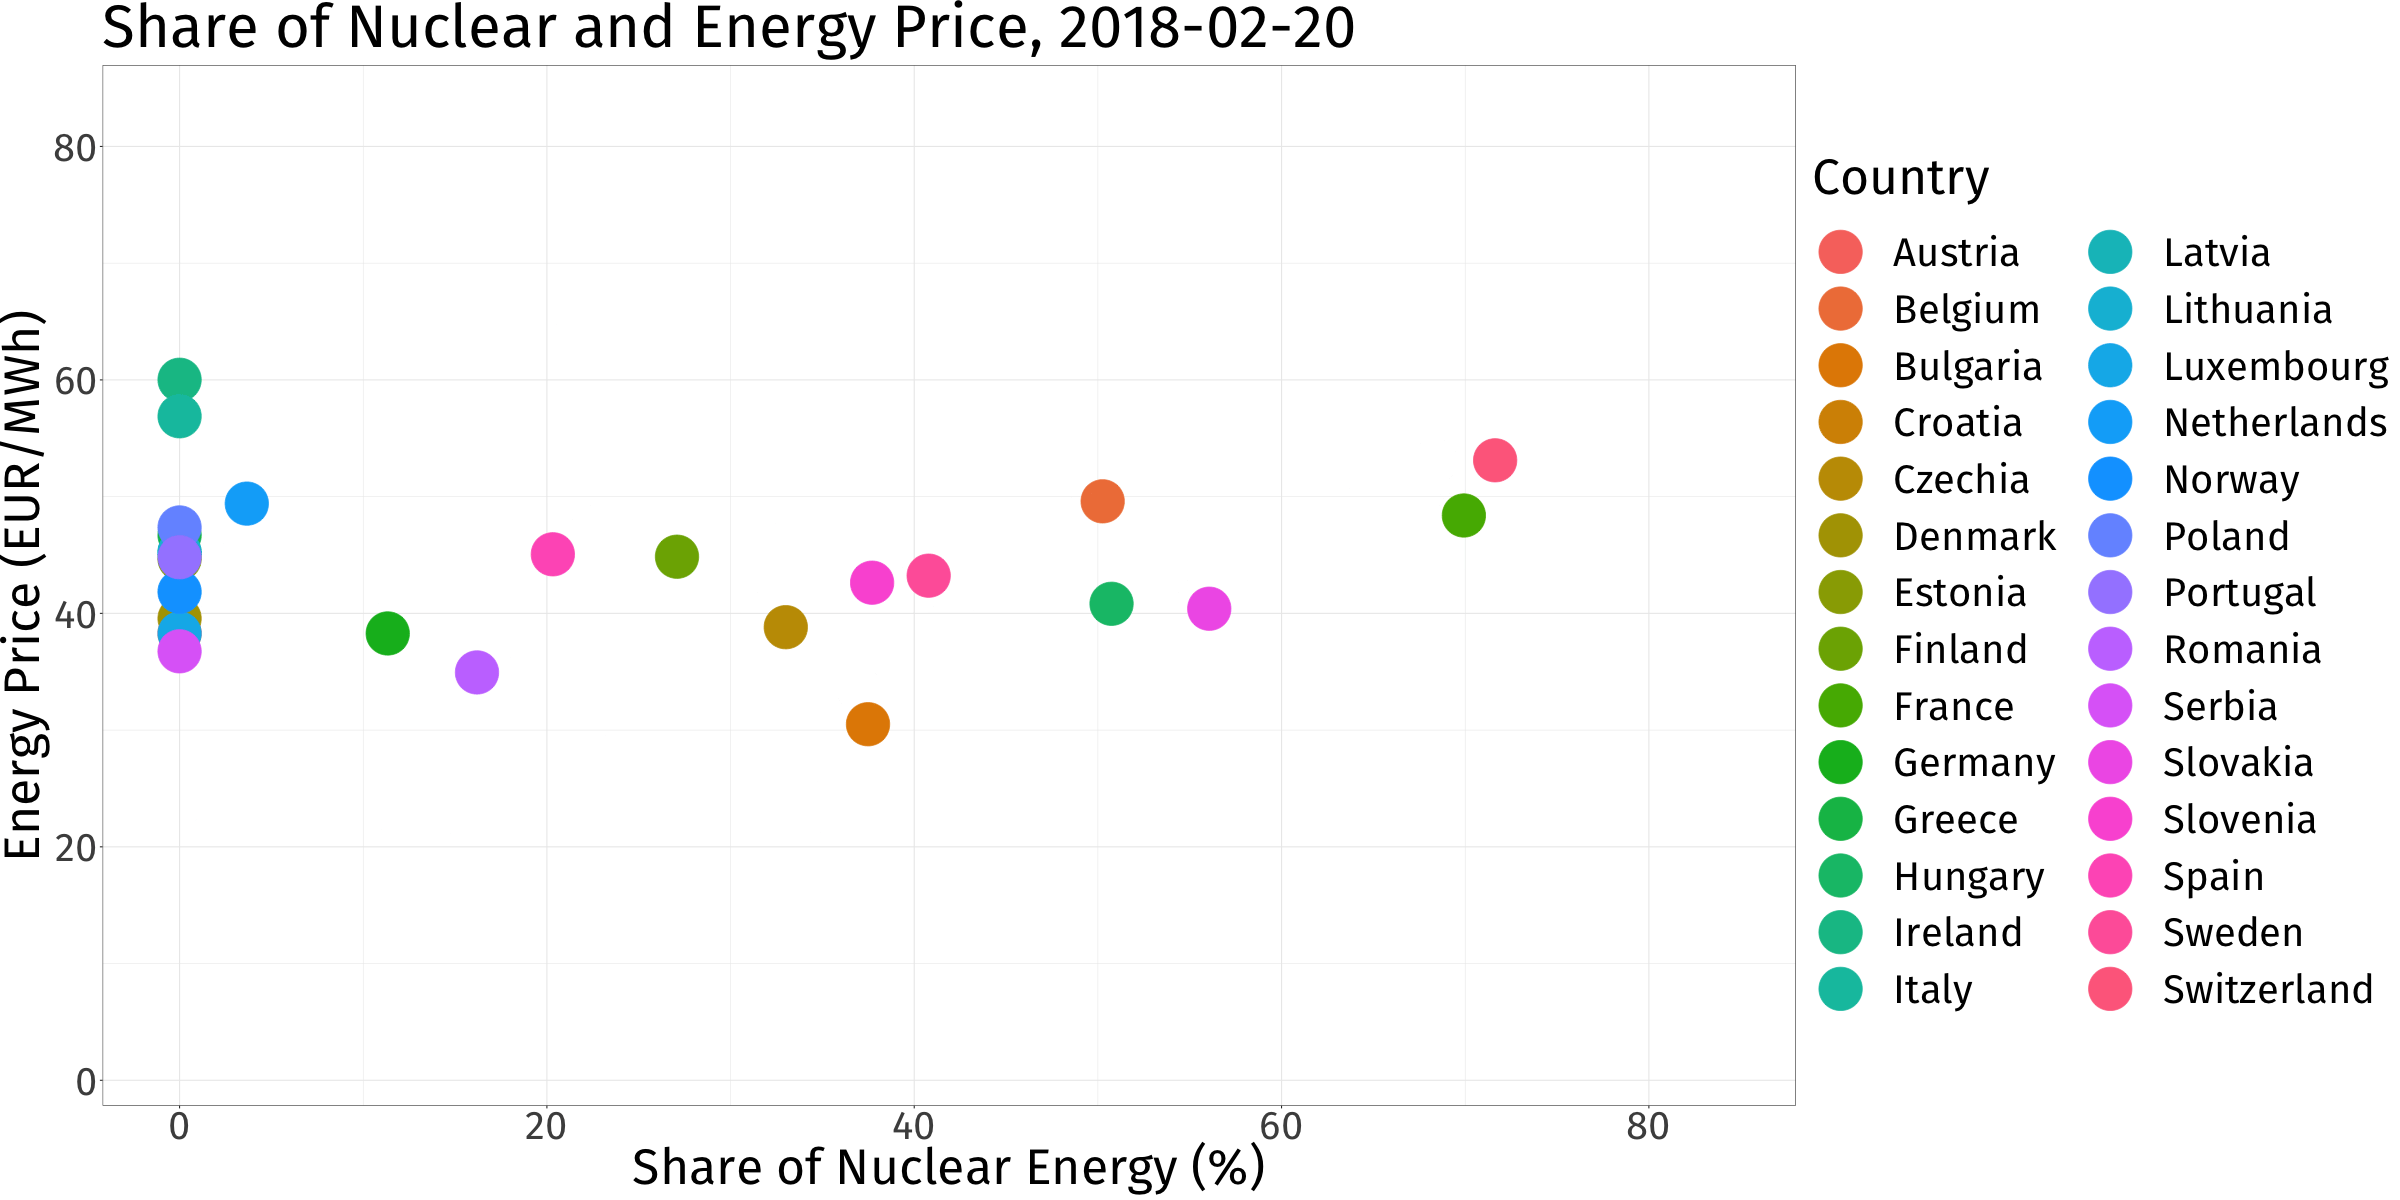 Share of Nuclear and Energy Price, 2018-02-20
Energy Price (EUR/MWh)
80
60
40
20
0
0
20
40
60
80
Share of Nuclear Energy (%)
Country
Austria
Belgium
Bulgaria
Croatia
Czechia
Denmark
Estonia
Finland
France
Germany
Greece
Hungary
Ireland
Italy
Latvia
Lithuania
Luxembourg
Netherlands
Norway
Poland
Portugal
Romania
Serbia
Slovakia
Slovenia
Spain
Sweden
Switzerland